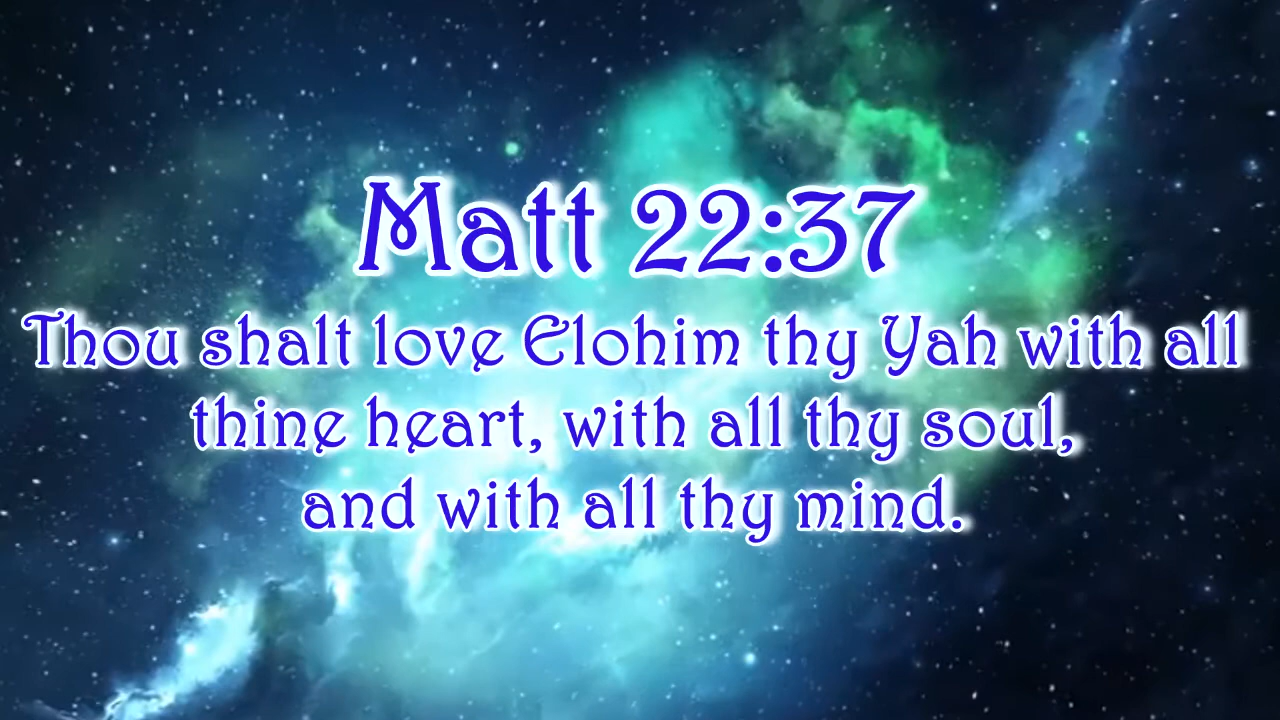 Matt 22:37
Thou shalt love Elohim thy Yah with all
thine heart, with all thy soul,
and with all thy mind.